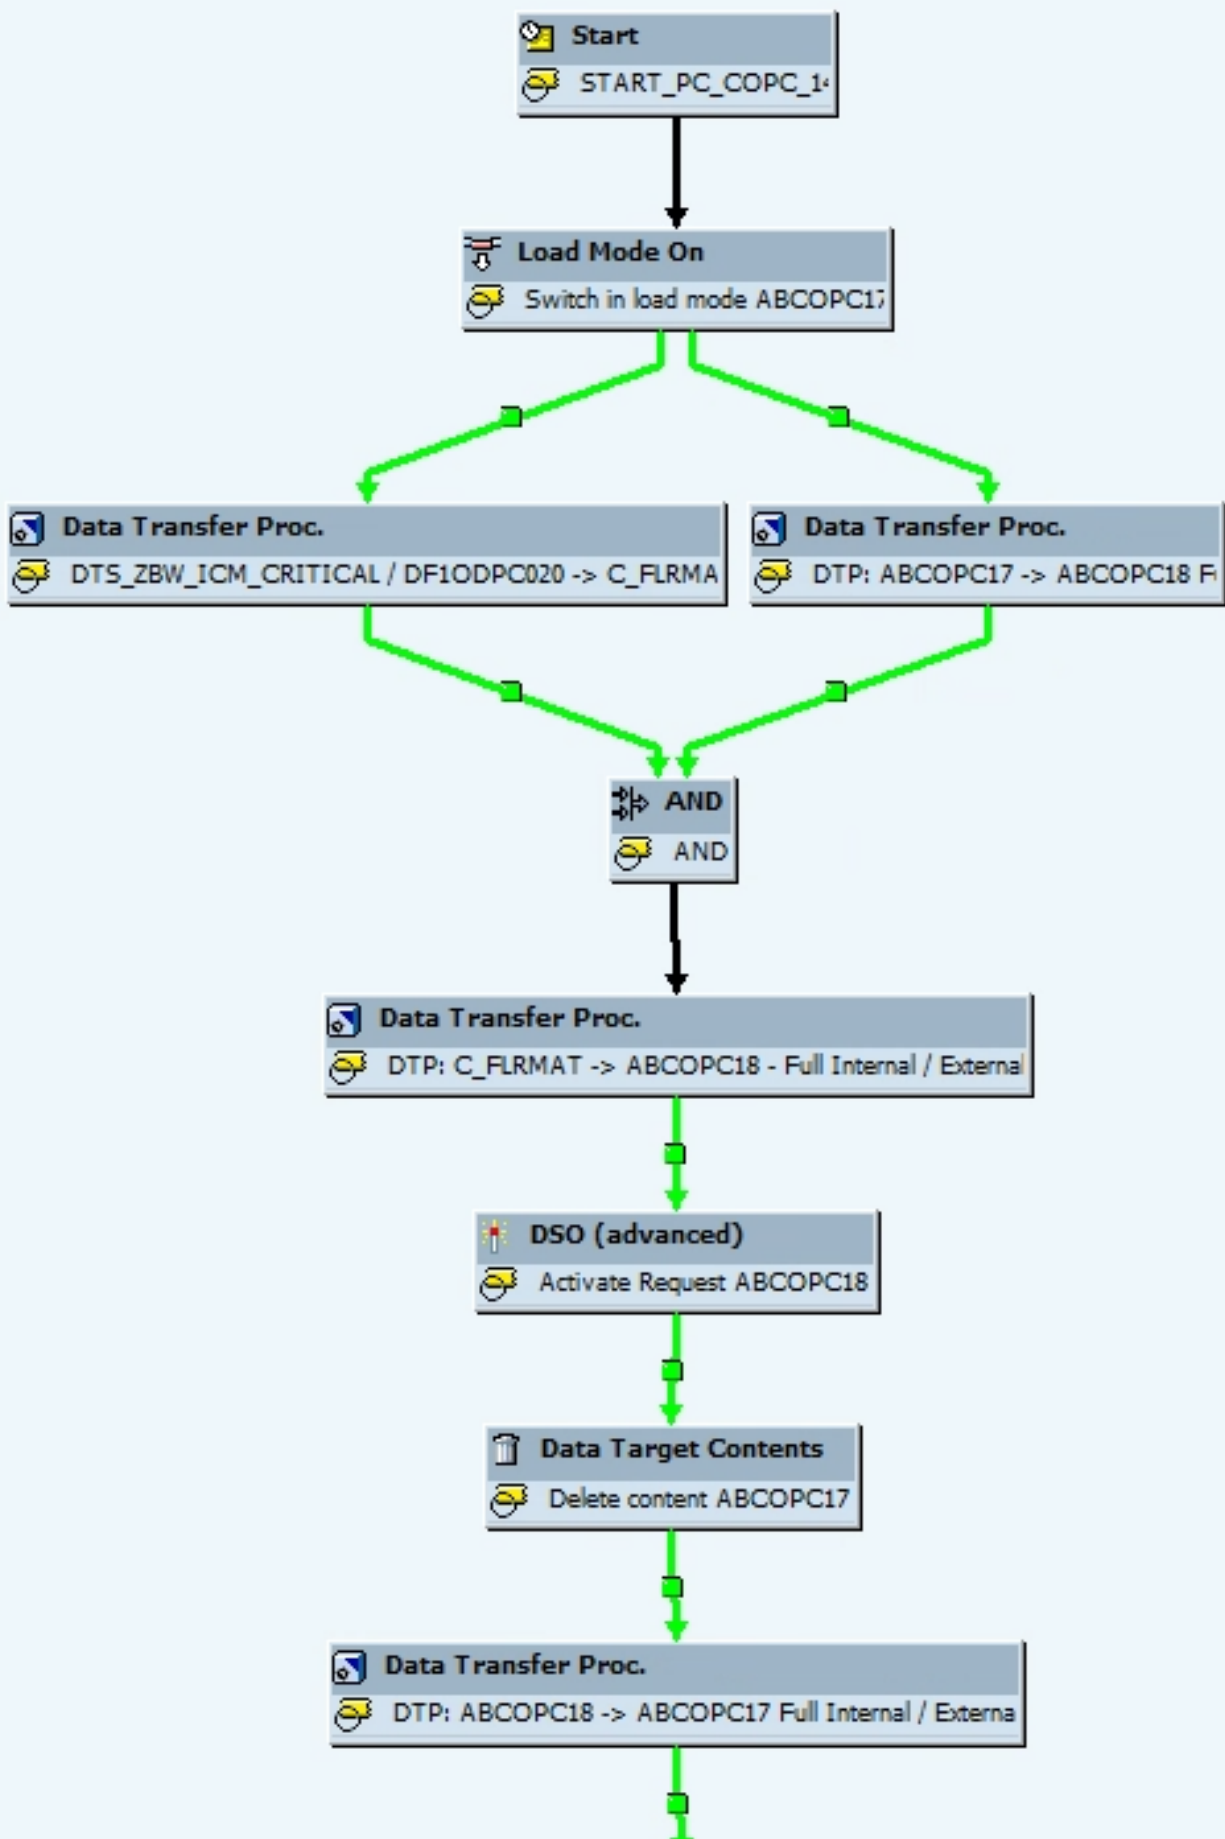 Start
START_PC_COPC_14
Load Mode On
Switch in load mode ABCOPC17
Data Transfer Proc.
DTS_ZBW_ICM_CRITICAL / DF1ODPC020 -> C_FLRMA
Data Transfer Proc.
DTP: ABCOPC17 -> ABCOPC18
AND
AND
Data Transfer Proc.
DTP: C_FLRMAT -> ABCOPC18 - Full Internal / External
DSO (advanced)
Activate Request ABCOPC18
Data Target Contents
Delete content ABCOPC17
Data Transfer Proc.
DTP: ABCOPC18 -> ABCOPC17 Full Internal / Externa